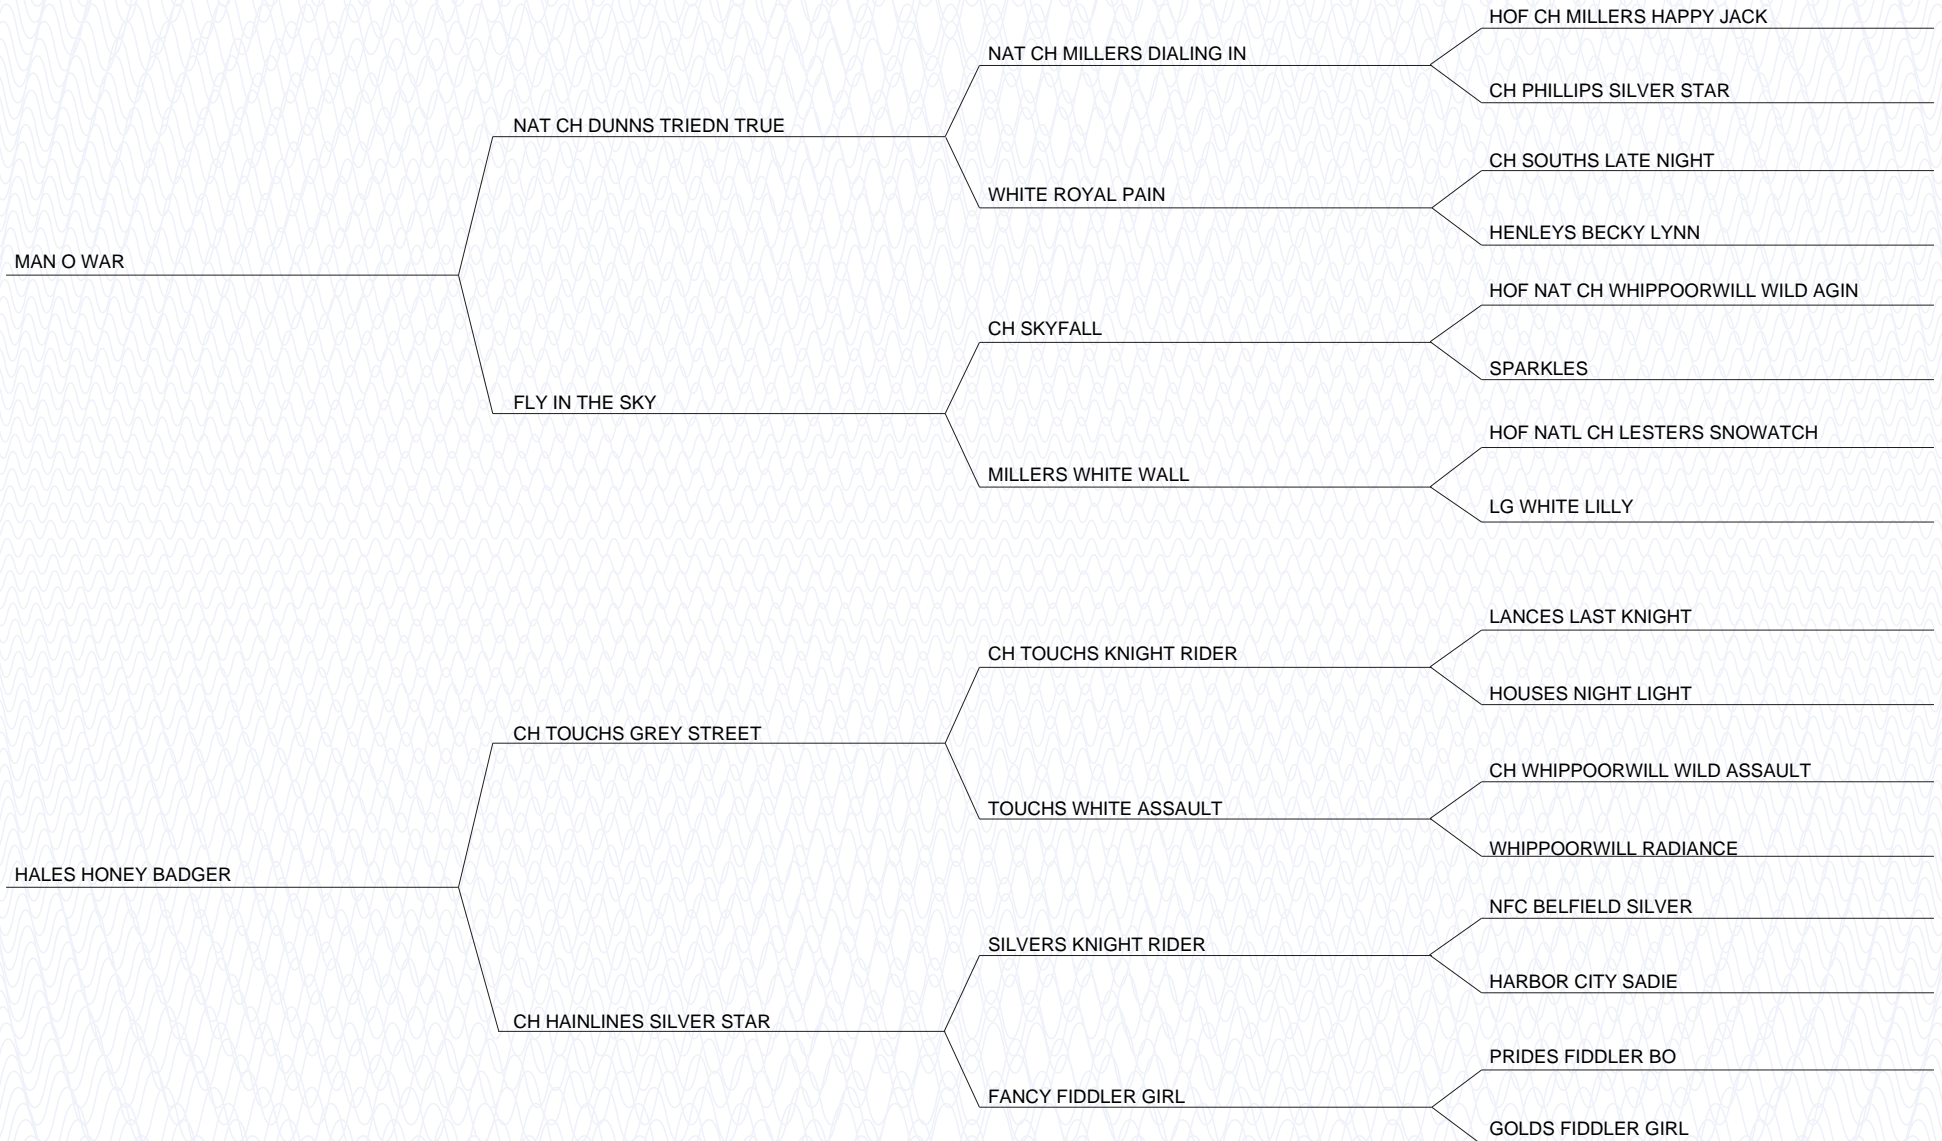 HOF CH MILLERS HAPPY JACK
NAT CH MILLERS DIALING IN
CH PHILLIPS SILVER STAR
NAT CH DUNNS TRIEDN TRUE
CH SOUTHS LATE NIGHT
WHITE ROYAL PAIN
HENLEYS BECKY LYNN
MAN O WAR
HOF NAT CH WHIPPOORWILL WILD AGIN
CH SKYFALL
SPARKLES
FLY IN THE SKY
HOF NATL CH LESTERS SNOWATCH
MILLERS WHITE WALL
LG WHITE LILLY
LANCES LAST KNIGHT
CH TOUCHS KNIGHT RIDER
HOUSES NIGHT LIGHT
CH TOUCHS GREY STREET
CH WHIPPOORWILL WILD ASSAULT
TOUCHS WHITE ASSAULT
WHIPPOORWILL RADIANCE
HALES HONEY BADGER
NFC BELFIELD SILVER
SILVERS KNIGHT RIDER
HARBOR CITY SADIE
CH HAINLINES SILVER STAR
PRIDES FIDDLER BO
FANCY FIDDLER GIRL
GOLDS FIDDLER GIRL